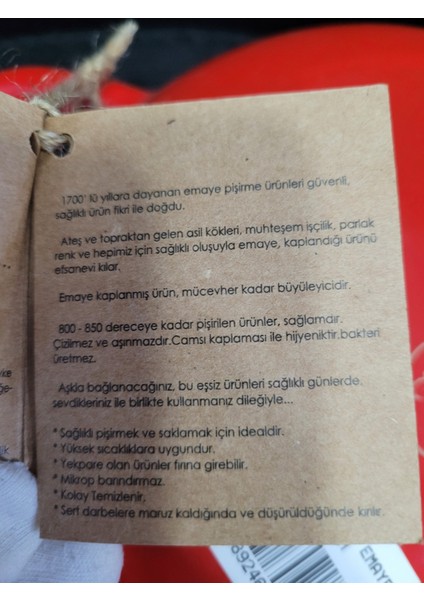 1700' lü yıllara dayanan emaye pişirme ürünleri güvenli,
sağlıklı ürün fikri ile doğdu.
Ateş ve topraktan gelen asil kökleri, muhteşem işçilik, parlak
renk ve hepimiz için sağlıklı oluşuyla emaye, kaplandığı ürünü
efsanevi kılar.
Emaye kaplanmış ürün, mücevher kadar büyüleyicidir.
800 - 850 dereceye kadar pişirilen ürünler, sağlamdır.
Çizilmez ve aşınmazdır.Camsı kaplaması ile hijyeniktir.bakteri
üretmez.
Aşkla bağlanacağınız, bu eşsiz ürünleri sağlıklı günlerde,
sevdikleriniz ile birlikte kullanmanız dileğiyle...
* Sağlıklı pişirmek ve saklamak için idealdir.
* Yüksek sıcaklıklara uygundur.
* Yekpare olan ürünler fırına girebilir.
* Mikrop barındırmaz.
* Kolay Temizlenir,
* Sert darbelere maruz kaldığında ve düşürüldüğünde kırılır.